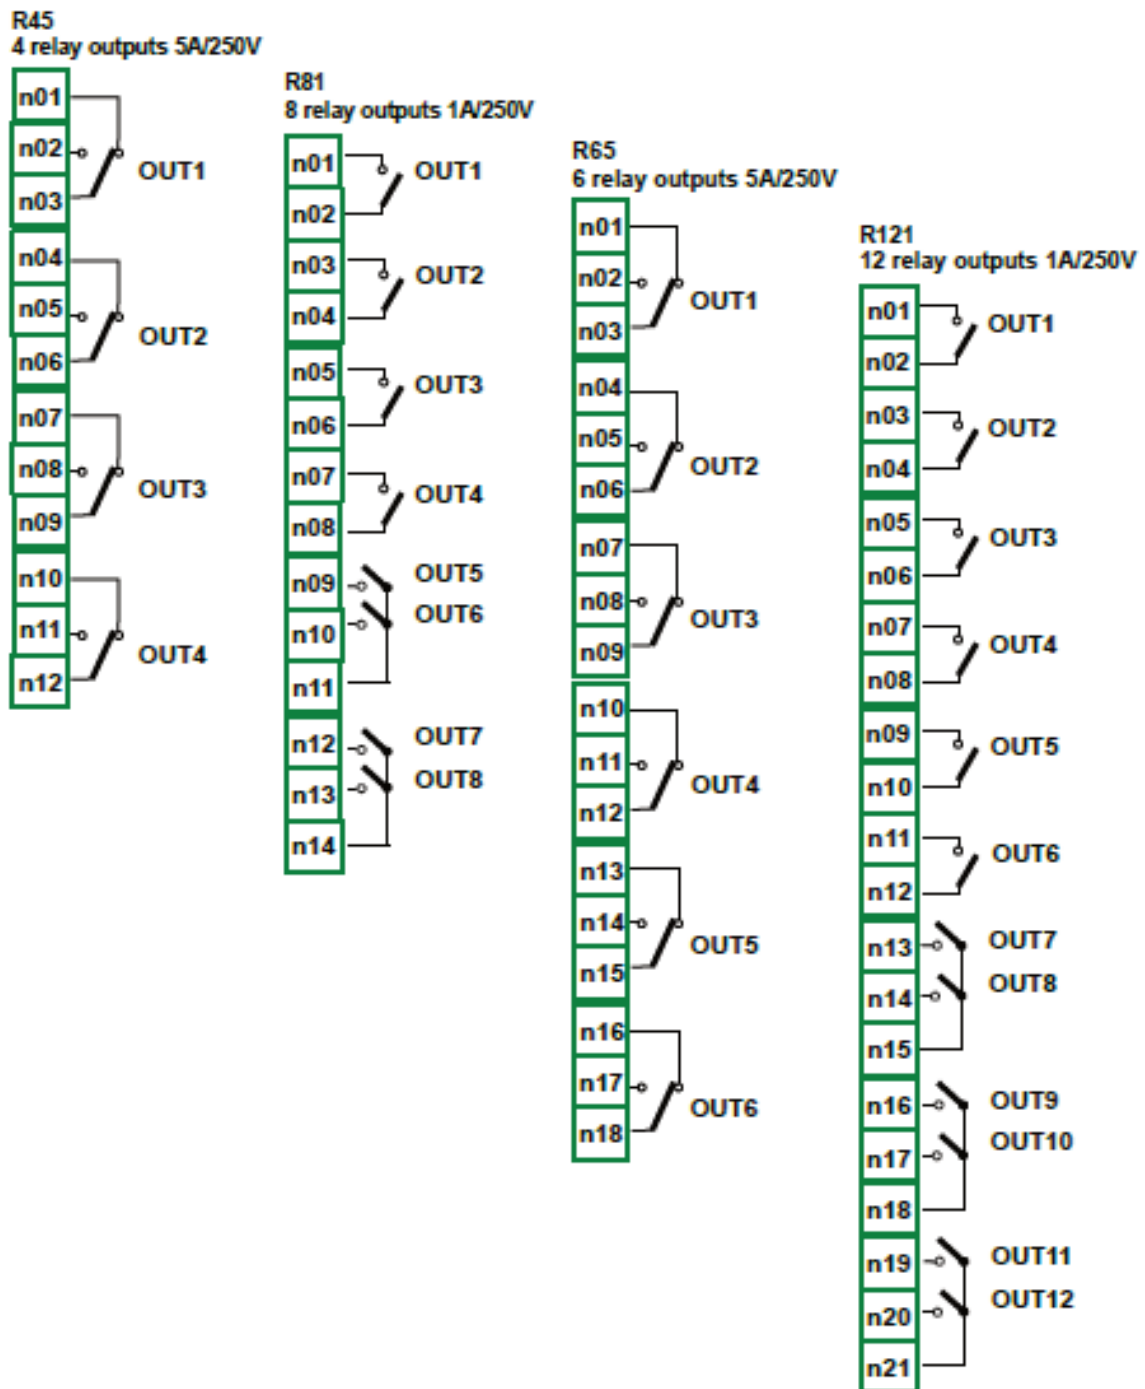 R45
4 relay outputs 5A/250V
n01
n02
n03
OUT1
n04
n05
n06
OUT2
n07
n08
n09
OUT3
n10
n11
n12
OUT4
R81
8 relay outputs 1A/250V
n01
n02
OUT1
n03
n04
OUT2
n05
n06
OUT3
n07
n08
OUT4
n09
OUT5
n10
OUT6
n11
n12
OUT7
n13
OUT8
n14
R65
6 relay outputs 5A/250V
n01
n02
n03
OUT1
n04
n05
n06
OUT2
n07
n08
n09
OUT3
n10
n11
n12
OUT4
n13
n14
n15
OUT5
n16
n17
n18
OUT6
R121
12 relay outputs 1A/250V
n01
n02
OUT1
n03
n04
OUT2
n05
n06
OUT3
n07
n08
OUT4
n09
n10
OUT5
n11
n12
OUT6
n13
OUT7
n14
OUT8
n15
n16
OUT9
n17
OUT10
n18
n19
OUT11
n20
OUT12
n21